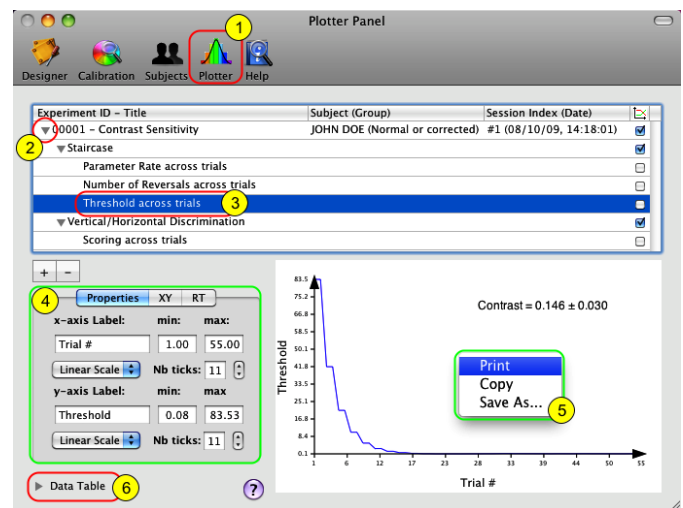 Plotter Panel
1
Designer Calibration Subjects Plotter Help
Experiment ID – Title Subject (Group) Session Index (Date)
2
00001 – Contrast Sensitivity JOHN DOE (Normal or corrected) #1 (08/10/09, 14:18:01)
Staircase
Parameter Rate across trials
Number of Reversals across trials
Threshold across trials 3
Vertical/Horizontal Discrimination
Scoring across trials
+ –
4
Properties XY RT
x-axis Label: min: max:
Trial # 1.00 55.00
Linear Scale Nb ticks: 11
y-axis Label: min: max
Threshold 0.08 83.53
Linear Scale Nb ticks: 11
Data Table 6
?
83.5
75.2
66.8
58.5
50.1
41.8
33.5
25.1
16.8
8.4
0.1
Threshold
Contrast = 0.146 ± 0.030
Print
Copy
Save As...
5
1 6 12 17 23 28 33 39 44 50 55
Trial #